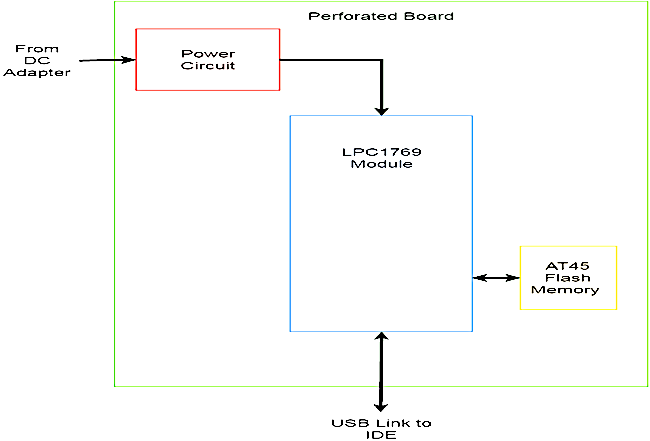 Perforated Board
From
DC
Adapter
Power
Circuit
LPC1769
Module
AT45
Flash
Memory
USB Link to
IDE